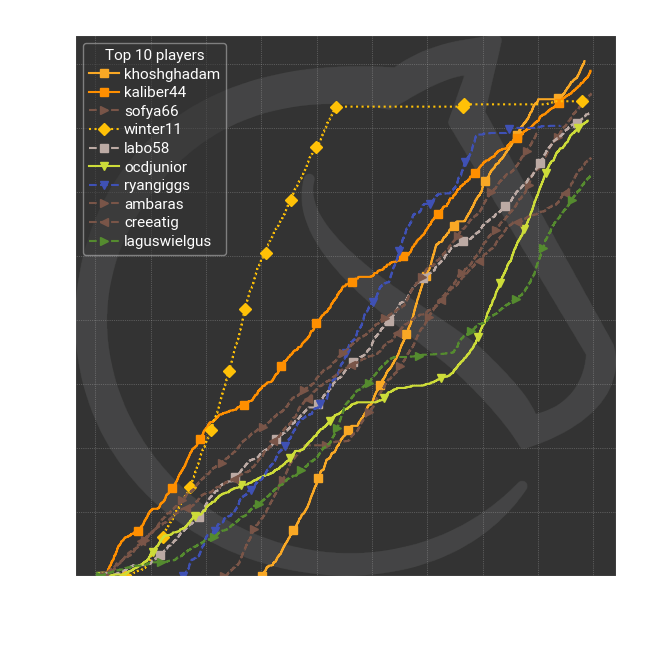 Top 10 players
khoshghadam
kaliber44
sofya66
winter11
labo58
ocdjunior
ryangiggs
ambaras
creeatig
laguswielgus